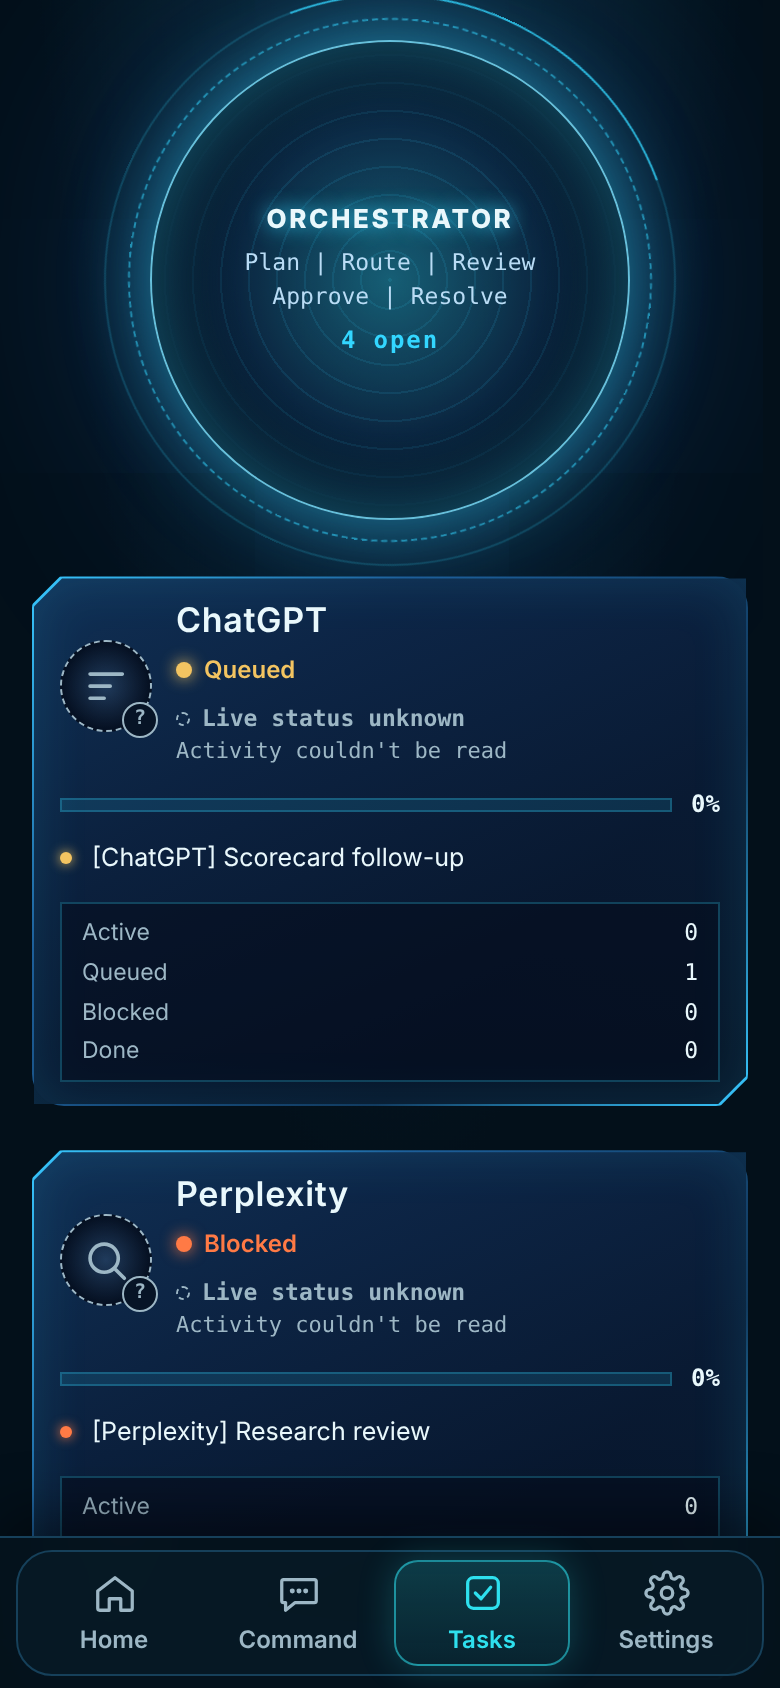 ORCHESTRATOR
Plan | Route | Review
Approve | Resolve
4 open
ChatGPT
Queued
?
Live status unknown
Activity couldn't be read
0%
[ChatGPT] Scorecard follow-up
Active 0
Queued 1
Blocked 0
Done 0
Perplexity
Blocked
?
Live status unknown
Activity couldn't be read
0%
[Perplexity] Research review
Active 0
Home Command Tasks Settings